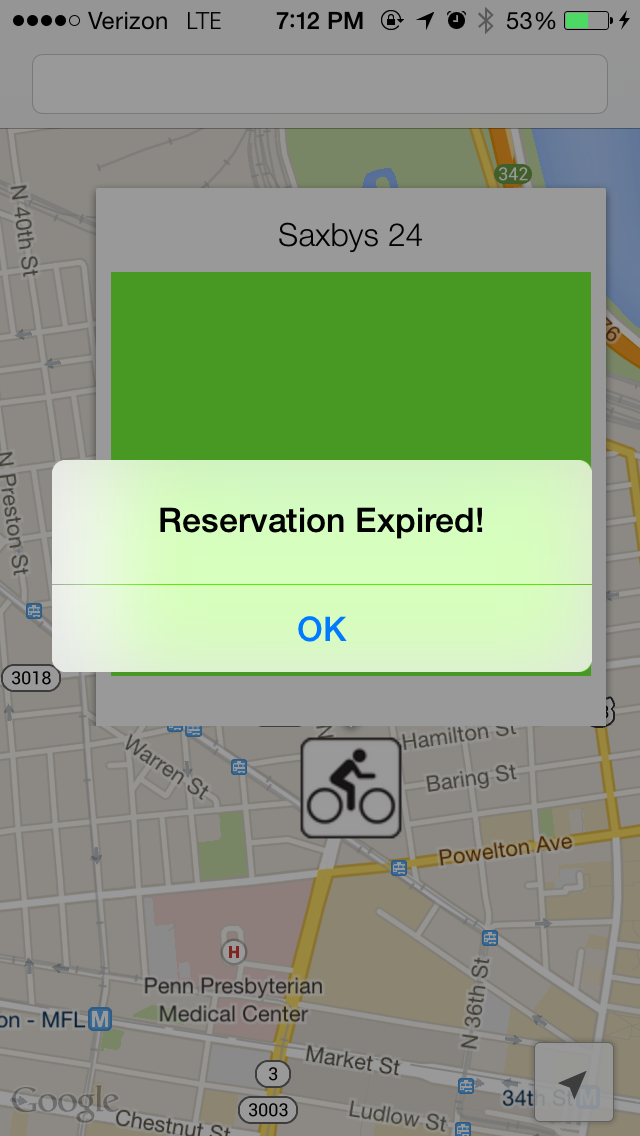 Verizon LTE 7:12 PM 53%
342
N 40th St
Saxbys 24
76
N Preston St
Reservation Expired!
OK
3018
Hamilton St
Warren St
Baring St
Powelton Ave
H
Penn Presbyterian
Medical Center
N 36th St
on - MFL M
Market St
3
34th St M
3003
Google
Chestnut St
Ludlow St